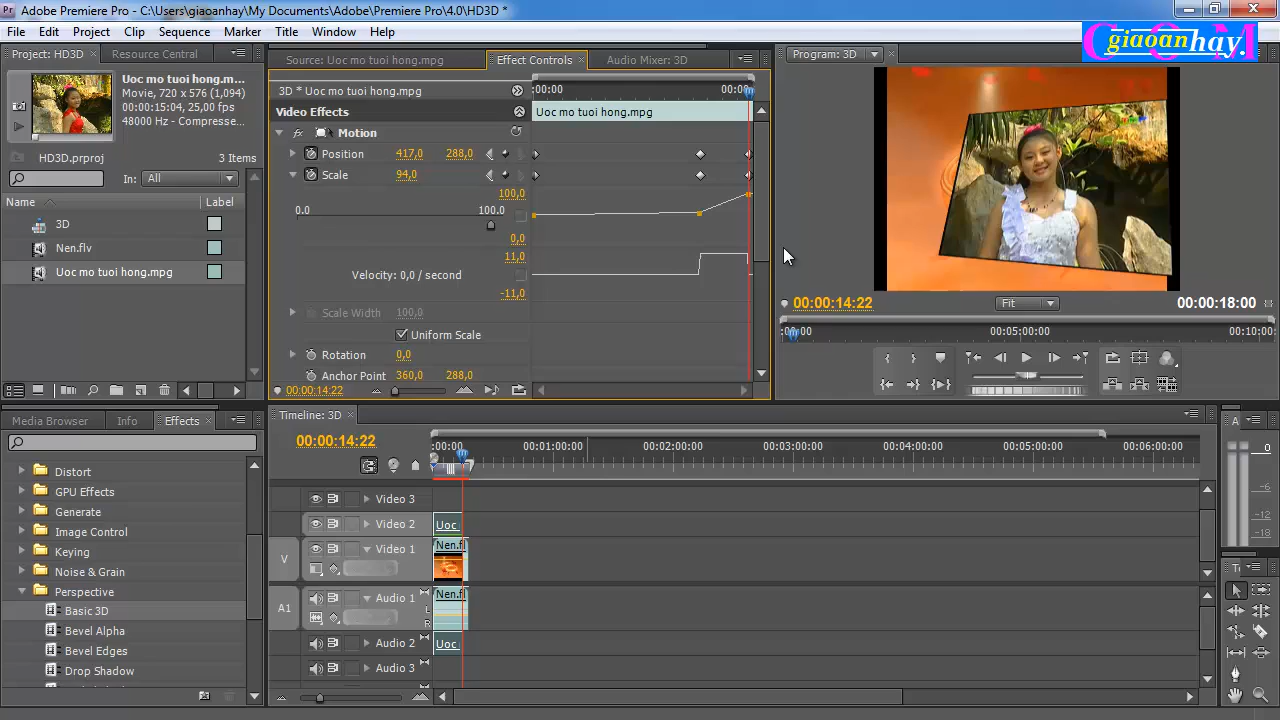 Adobe Premiere Pro - C:\Users\giaoanhay\My Documents\Adobe\Premiere Pro\4.0\HD3D *
File Edit Project Clip Sequence Marker Title Window Help
giaoanhay.
Project: HD3D Resource Central
Uoc mo tuoi hong.m...
Movie, 720 x 576 (1,094)
00:00:15:04, 25,00 fps
48000 Hz - Compresse...
HD3D.prproj
3 Items
In: All
Name Label
3D
Nen.flv
Uoc mo tuoi hong.mpg
Source: Uoc mo tuoi hong.mpg Effect Controls Audio Mixer: 3D
3D * Uoc mo tuoi hong.mpg
:00:00 00:0
Video Effects
Uoc mo tuoi hong.mpg
fx Motion
Position 417,0 288,0
Scale 94,0
100,0
0.0 100.0
0,0
11,0
Velocity: 0,0 / second
-11,0
Scale Width 100,0
Uniform Scale
Rotation 0,0
Anchor Point 360,0 288,0
00:00:14:22
Program: 3D
00:00:14:22 Fit 00:00:18:00
:00:00 00:05:00:00 00:10:00
Media Browser Info Effects
Distort
GPU Effects
Generate
Image Control
Keying
Noise & Grain
Perspective
Basic 3D
Bevel Alpha
Bevel Edges
Drop Shadow
Timeline: 3D
00:00:14:22
:00:00 00:01:00:00 00:02:00:00 00:03:00:00 00:04:00:00 00:05:00:00 00:06:00:00
Video 3
Video 2 Uoc
V Video 1 Nen.fl
A1 Audio 1 Nen.fl
L
R
Audio 2 Uoc
Audio 3
A
0
-6
-12
-18
To